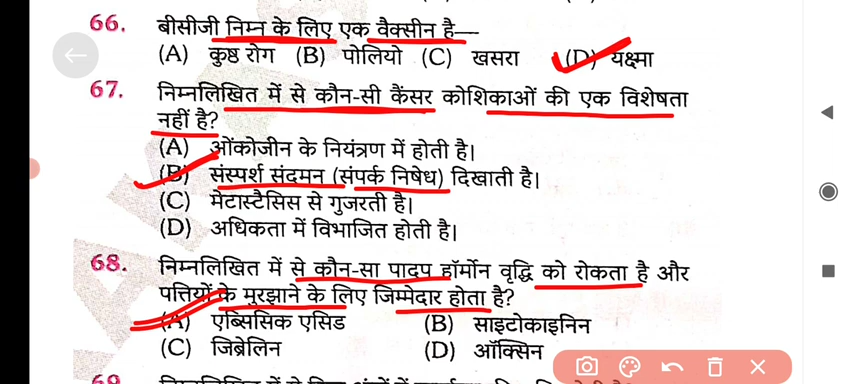 66. बीसीजी निम्न के लिए एक वैक्सीन है—
(A) कुष्ठ रोग (B) पोलियो (C) खसरा (D) यक्ष्मा
67. निम्नलिखित में से कौन-सी कैंसर कोशिकाओं की एक विशेषता
नहीं है?
(A) ओंकोजीन के नियंत्रण में होती है।
(B) संस्पर्श संदमन (संपर्क निषेध) दिखाती है।
(C) मेटास्टैसिस से गुजरती है।
(D) अधिकता में विभाजित होती है।
68. निम्नलिखित में से कौन-सा पादप हॉर्मोन वृद्धि को रोकता है और
पत्तियों के मुरझाने के लिए जिम्मेदार होता है?
(A) एब्सिसिक एसिड (B) साइटोकाइनिन
(C) जिब्रेलिन (D) ऑक्सिन
69.